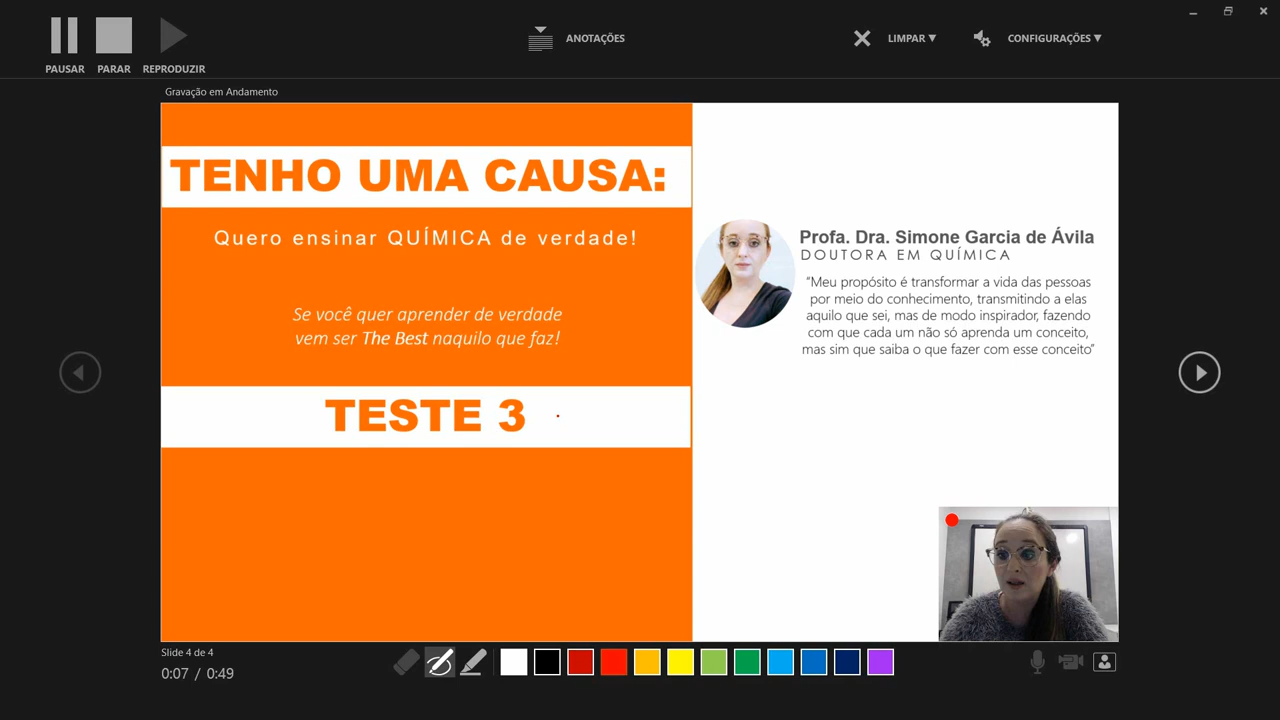 PAUSAR
PARAR
REPRODUZIR
ANOTAÇÕES
LIMPAR
CONFIGURAÇÕES
Gravação em Andamento
TENHO UMA CAUSA:
Quero ensinar QUÍMICA de verdade!
Se você quer aprender de verdade
vem ser The Best naquilo que faz!
TESTE 3
Profa. Dra. Simone Garcia de Ávila
DOUTORA EM QUÍMICA
“Meu propósito é transformar a vida das pessoas
por meio do conhecimento, transmitindo a elas
aquilo que sei, mas de modo inspirador, fazendo
com que cada um não só aprenda um conceito,
mas sim que saiba o que fazer com esse conceito”
Slide 4 de 4
0:07 / 0:49